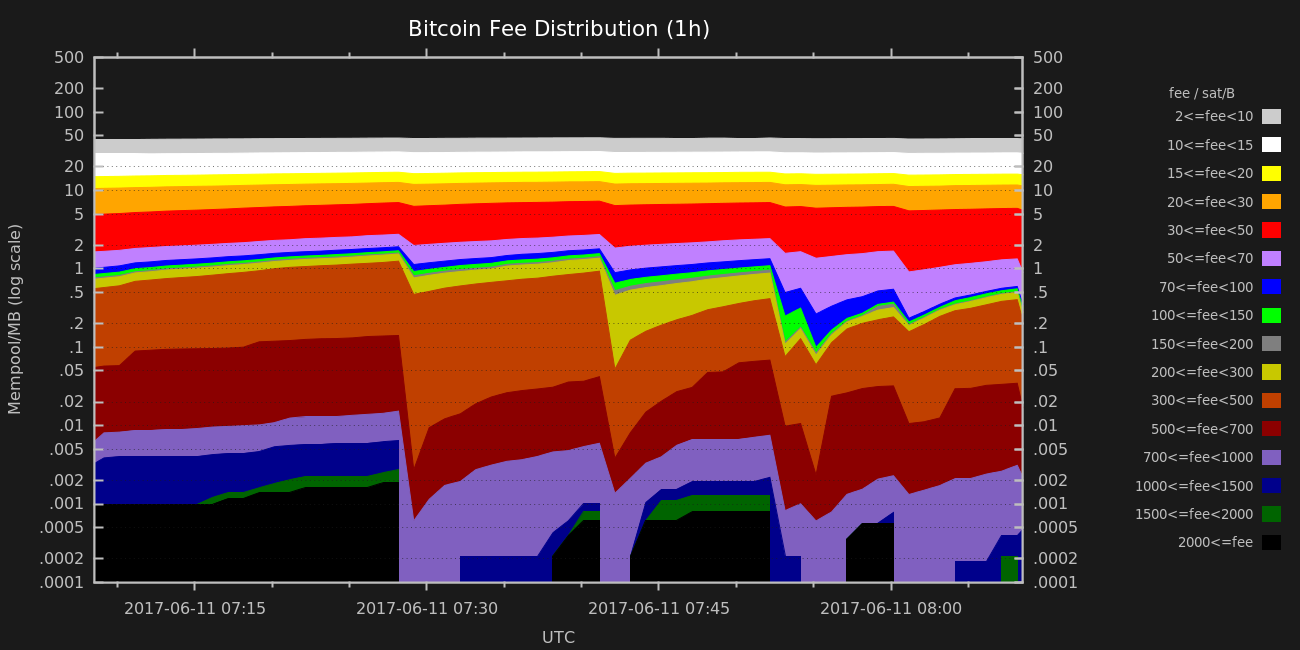 Bitcoin Fee Distribution (1h)
500
200
100
50
20
10
5
2
1
.5
.2
.1
.05
.02
.01
.005
.002
.001
.0005
.0002
.0001
Mempool/MB (log scale)
500
200
100
50
20
10
5
2
1
.5
.2
.1
.05
.02
.01
.005
.002
.001
.0005
.0002
.0001
2017-06-11 07:15 2017-06-11 07:30 2017-06-11 07:45 2017-06-11 08:00
UTC
fee / sat/B
2<=fee<10
10<=fee<15
15<=fee<20
20<=fee<30
30<=fee<50
50<=fee<70
70<=fee<100
100<=fee<150
150<=fee<200
200<=fee<300
300<=fee<500
500<=fee<700
700<=fee<1000
1000<=fee<1500
1500<=fee<2000
2000<=fee